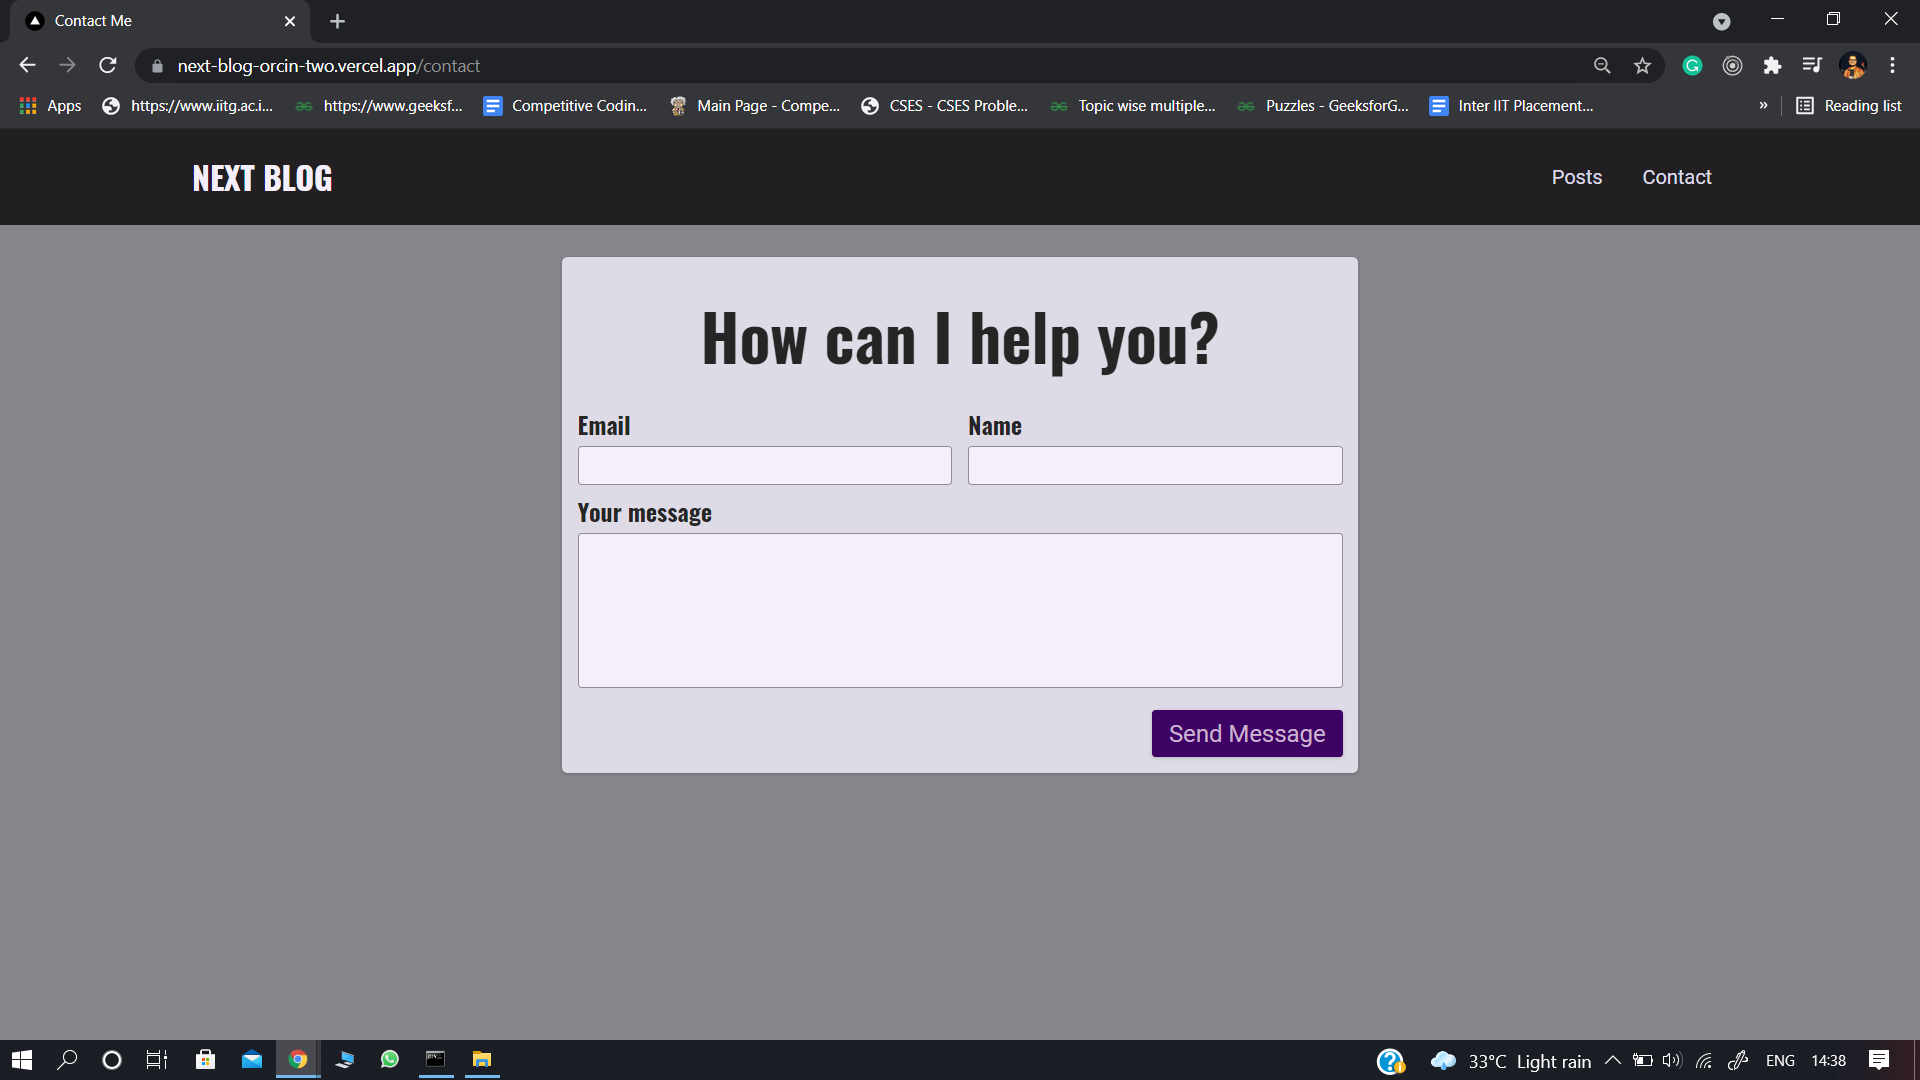 Contact Me
next-blog-orcin-two.vercel.app/contact
Apps https://www.iitg.ac.i... https://www.geeksf... Competitive Codin... Main Page - Compe... CSES - CSES Proble... Topic wise multiple... Puzzles - GeeksforG... Inter IIT Placement... » Reading list
NEXT BLOG Posts Contact
How can I help you?
Email Name
Your message
Send Message
33°C Light rain ENG 14:38